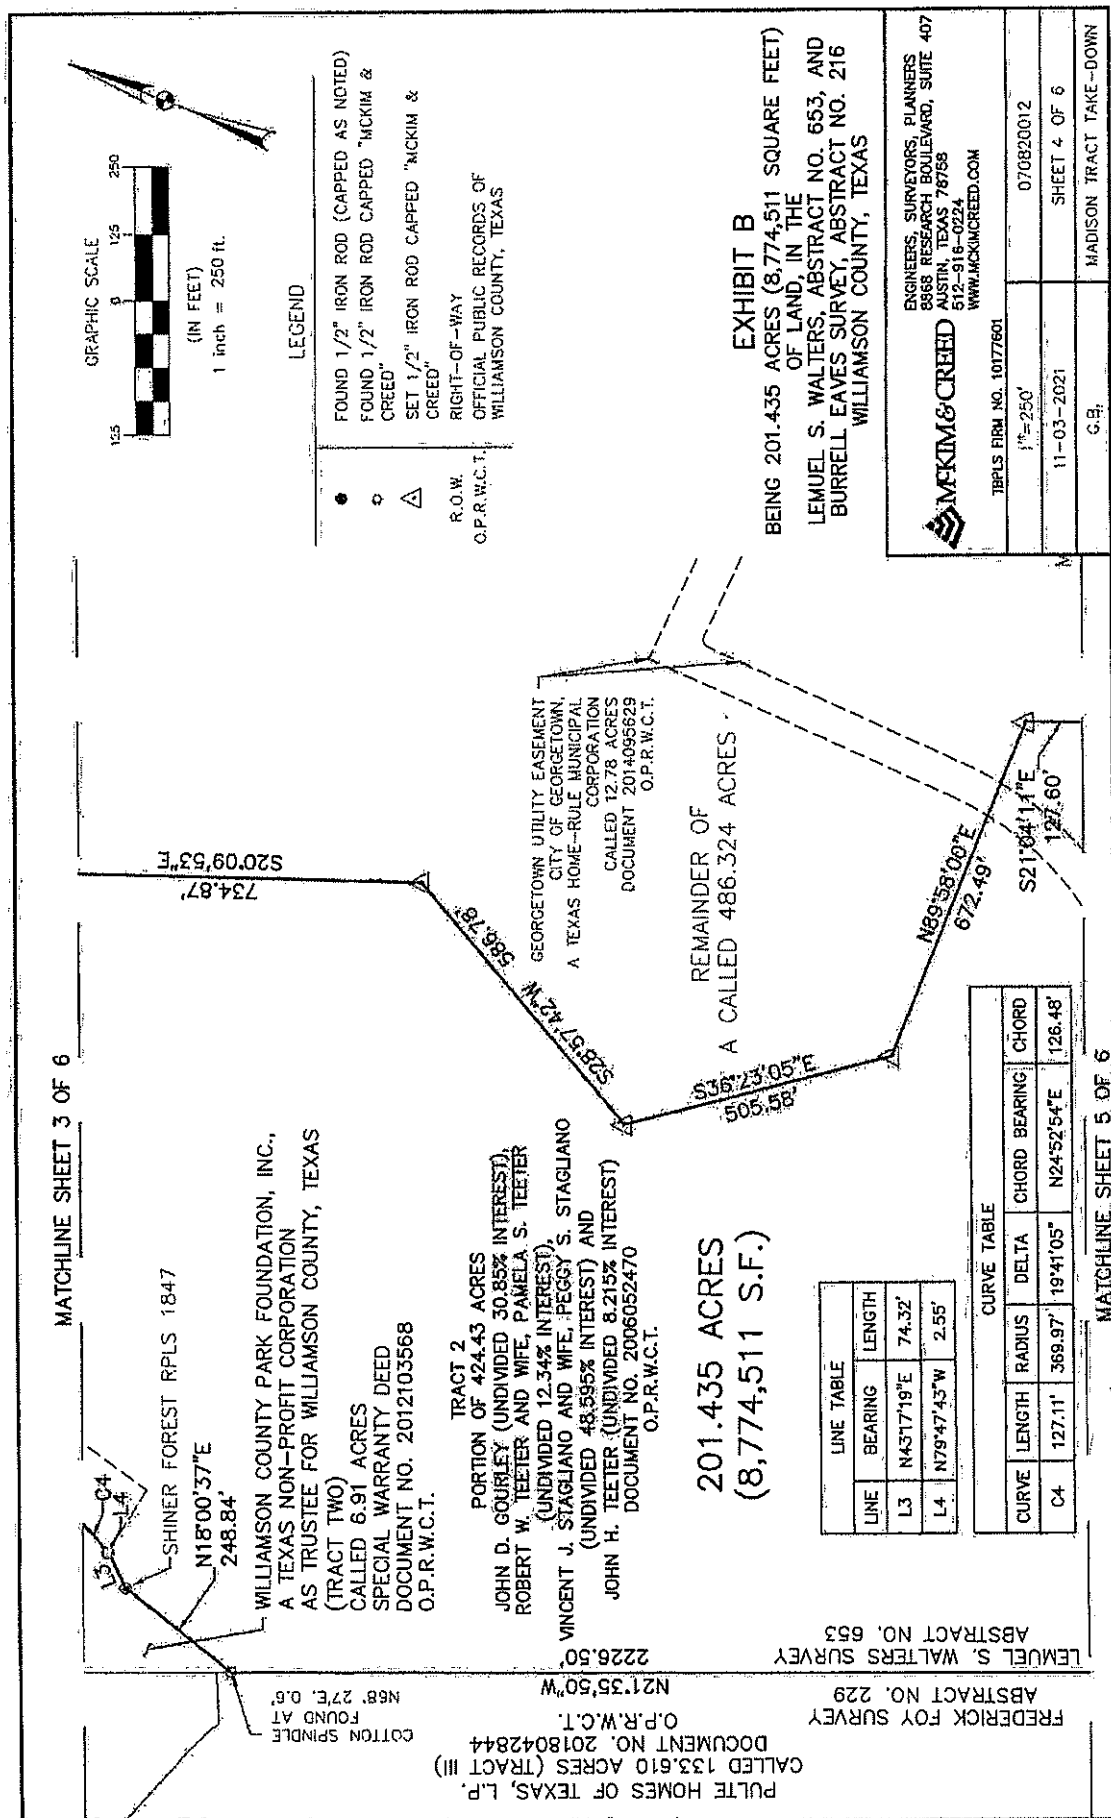 MATCHLINE SHEET 3 OF 6
L3
C4
L4
SHINER FOREST RPLS 1847
N18°00'37"E
248.84'
COTTON SPINDLE
FOUND AT
N68° 27'E, 0.6'
WILLIAMSON COUNTY PARK FOUNDATION, INC.,
A TEXAS NON-PROFIT CORPORATION
AS TRUSTEE FOR WILLIAMSON COUNTY, TEXAS
(TRACT TWO)
CALLED 6.91 ACRES
SPECIAL WARRANTY DEED
DOCUMENT NO. 2012103568
O.P.R.W.C.T.
PULTE HOMES OF TEXAS, L.P.
CALLED 133.610 ACRES (TRACT III)
DOCUMENT NO. 2018042844
O.P.R.W.C.T.
N21°35'50"W
2226.50'
FREDERICK FOY SURVEY
ABSTRACT NO. 229
LEMUEL S. WALTERS SURVEY
ABSTRACT NO. 653
TRACT 2
PORTION OF 424.43 ACRES
JOHN D. GOURLEY (UNDIVIDED 30.85% INTEREST),
ROBERT W. TEETER AND WIFE, PAMELA S. TEETER
(UNDIVIDED 12.34% INTEREST),
VINCENT J. STAGLIANO AND WIFE, PEGGY S. STAGLIANO
(UNDIVIDED 48.595% INTEREST) AND
JOHN H. TEETER (UNDIVIDED 8.215% INTEREST)
DOCUMENT NO. 2006052470
O.P.R.W.C.T.
201.435 ACRES
(8,774,511 S.F.)
S20°09'53"E
734.87'
S28°57'42"W
586.78'
S36°23'05"E
505.58'
N89°58'00"E
672.49'
S21°04'11"E
127.60'
GEORGETOWN UTILITY EASEMENT
CITY OF GEORGETOWN,
A TEXAS HOME-RULE MUNICIPAL
CORPORATION
CALLED 12.78 ACRES
DOCUMENT 2014095629
O.P.R.W.C.T.
REMAINDER OF
A CALLED 486.324 ACRES
LINE TABLE
LINE BEARING LENGTH
L3 N43°17'19"E 74.32'
L4 N79°47'43"W 2.55'
CURVE TABLE
CURVE LENGTH RADIUS DELTA CHORD BEARING CHORD
C4 127.11' 369.97' 19°41'05" N24°52'54"E 126.48'
MATCHLINE SHEET 5 OF 6
M
GRAPHIC SCALE
125 0 125 250
(IN FEET)
1 inch = 250 ft.
LEGEND
FOUND 1/2" IRON ROD (CAPPED AS NOTED)
FOUND 1/2" IRON ROD CAPPED "MCKIM &
CREED"
SET 1/2" IRON ROD CAPPED "MCKIM &
CREED"
R.O.W. RIGHT-OF-WAY
O.P.R.W.C.T. OFFICIAL PUBLIC RECORDS OF
WILLIAMSON COUNTY, TEXAS
EXHIBIT B
BEING 201.435 ACRES (8,774,511 SQUARE FEET)
OF LAND, IN THE
LEMUEL S. WALTERS, ABSTRACT NO. 653, AND
BURRELL EAVES SURVEY, ABSTRACT NO. 216
WILLIAMSON COUNTY, TEXAS
MCKIM&CREED
ENGINEERS, SURVEYORS, PLANNERS
8868 RESEARCH BOULEVARD, SUITE 407
AUSTIN, TEXAS 78758
512-916-0224
WWW.MCKIMCREED.COM
TBPLS FIRM NO. 10177601
1"=250' 070820012
11-03-2021 SHEET 4 OF 6
G.B. MADISON TRACT TAKE-DOWN